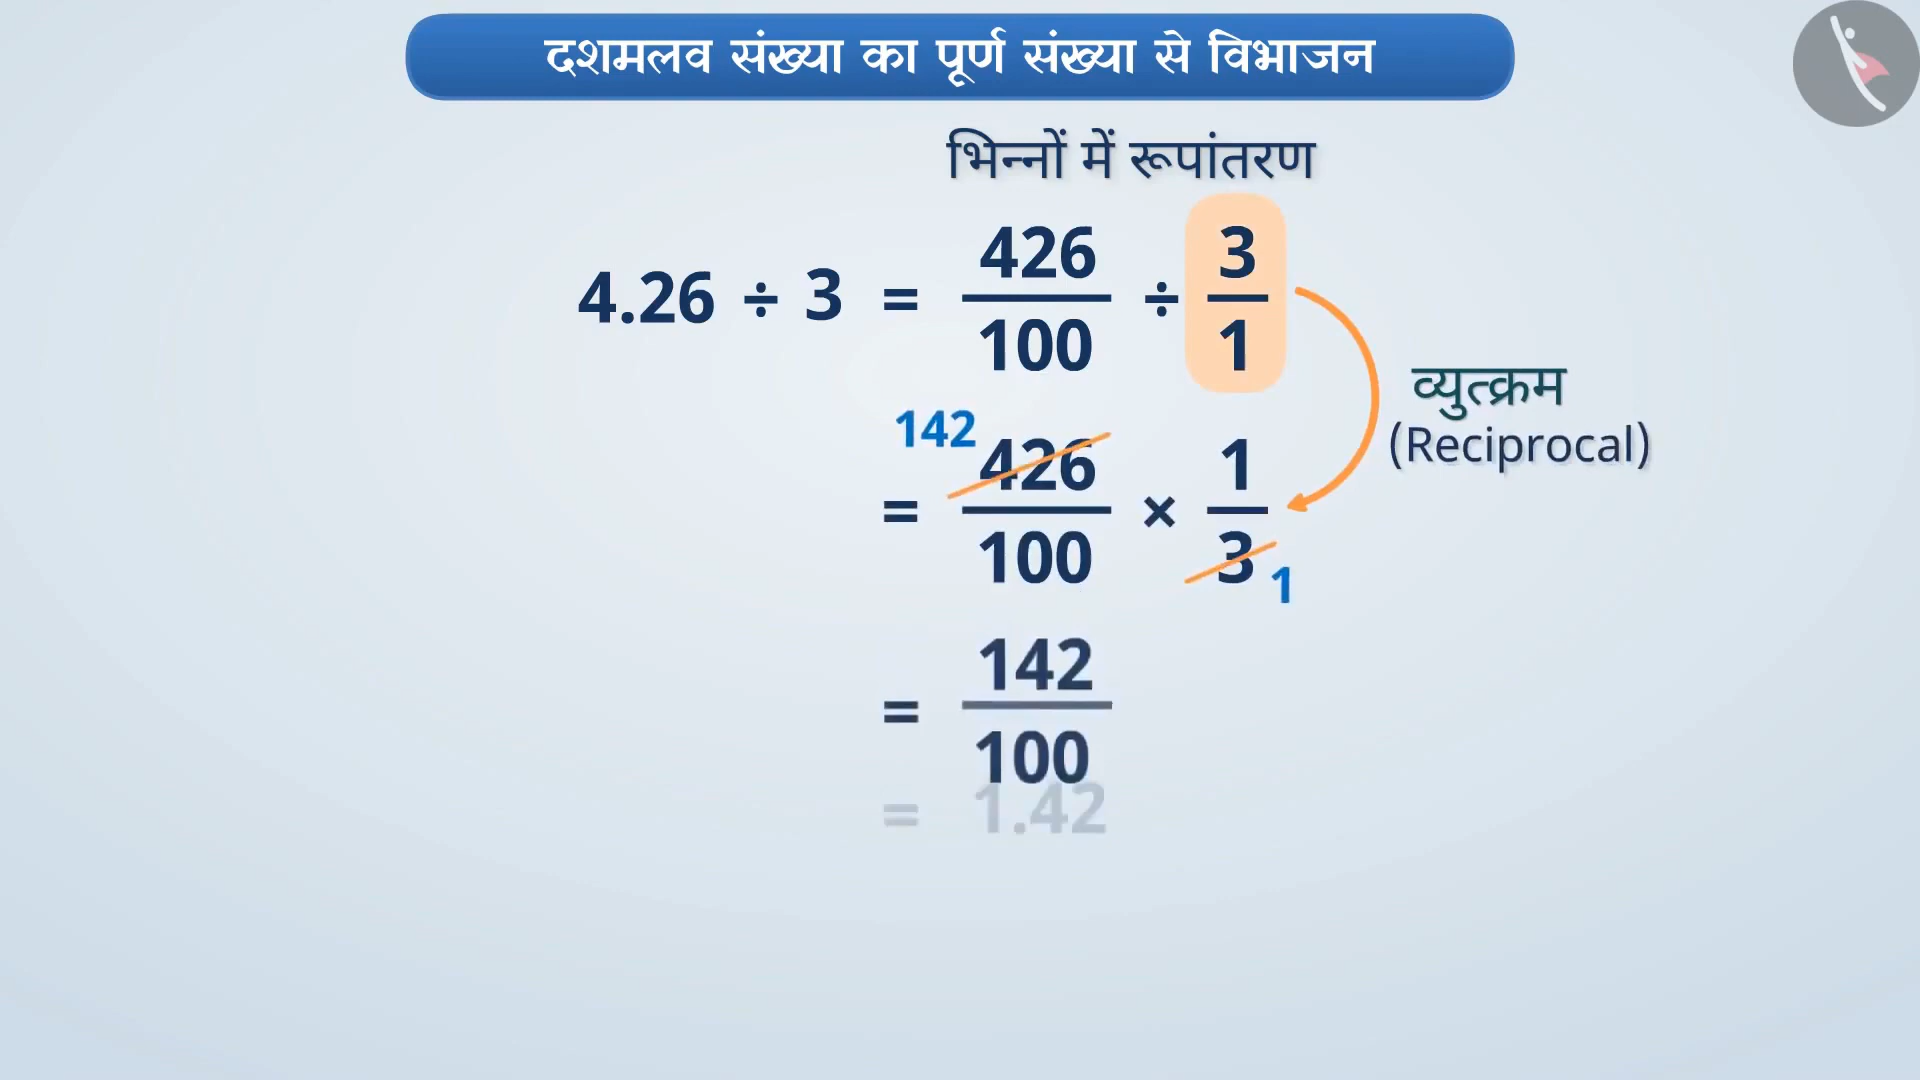 दशमलव संख्या का पूर्ण संख्या से विभाजन
भिन्नों में रूपांतरण
4.26 ÷ 3 = 426/100 ÷ 3/1
व्युत्क्रम
(Reciprocal)
142
= 426/100 × 1/3
1
= 142/100
= 1.42